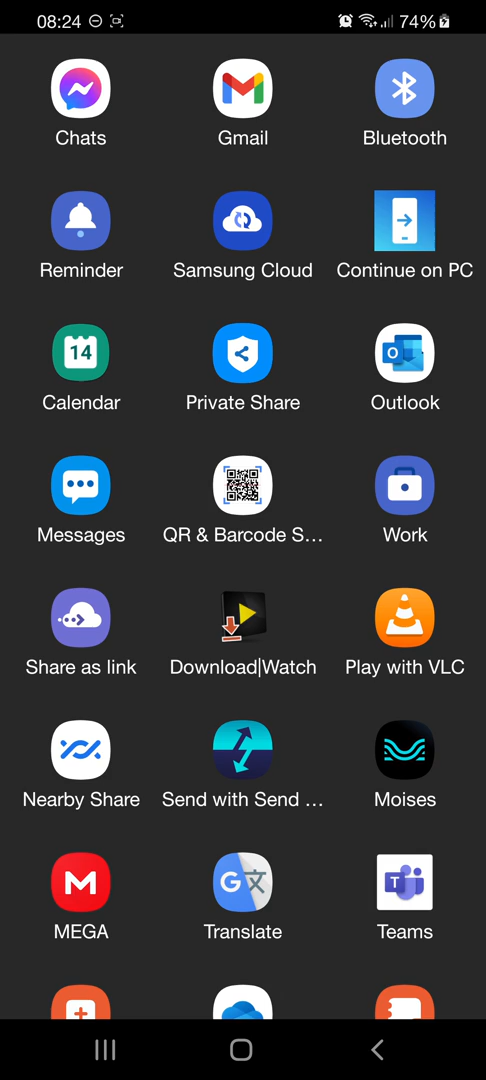 08:24 74%
Chats Gmail Bluetooth
Reminder Samsung Cloud Continue on PC
14
Calendar Private Share Outlook
Messages QR & Barcode S... Work
Share as link Download|Watch Play with VLC
Nearby Share Send with Send ... Moises
MEGA Translate Teams